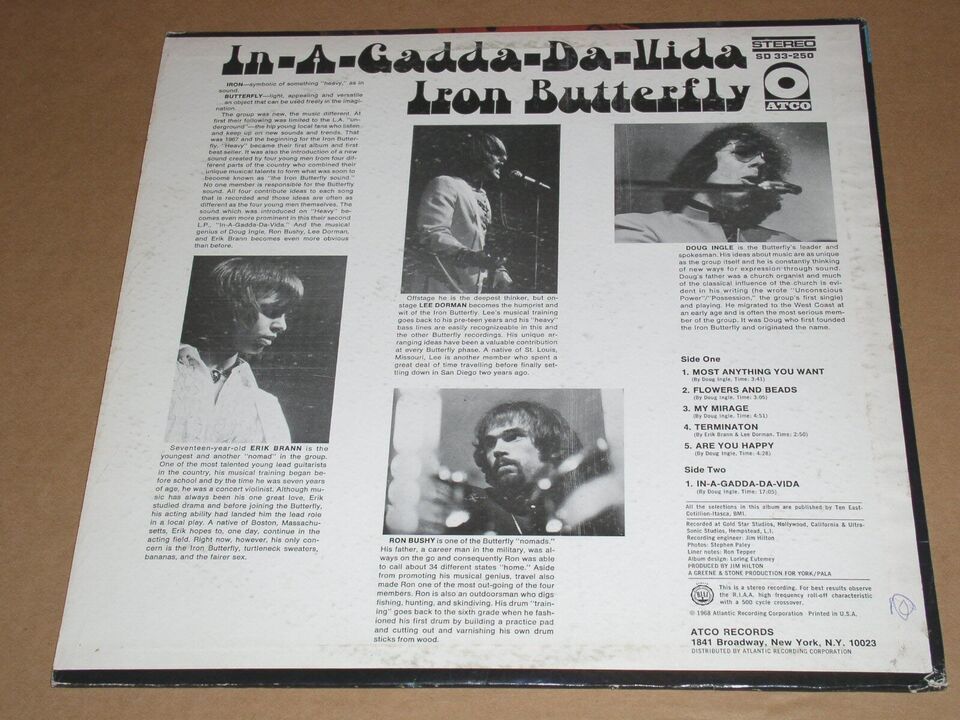 In-A-Gadda-Da-Vida
Iron Butterfly
STEREO
SD 33-250
ATCO
IRON—symbolic of something "heavy," as in
sound.
BUTTERFLY—light, appealing and versatile
an object that can be used freely in the imagi-
nation.
The group was new, the music different. At
first their following was limited to the L.A. "un-
derground"—the hip young local fans who listen
and keep up on new sounds and trends. That
was 1967 and the beginning for the Iron Butter-
fly. "Heavy" became their first album and first
best seller. It was also the introduction of a new
sound created by four young men from four dif-
ferent parts of the country who combined their
unique musical talents to form what was soon to
become known as "the Iron Butterfly sound."
No one member is responsible for the Butterfly
sound. All four contribute ideas to each song
that is recorded and those ideas are often as
different as the four young men themselves. The
sound which was introduced on "Heavy" be-
comes even more prominent in this their second
L.P., "In-A-Gadda-Da-Vida." And the musical
genius of Doug Ingle, Ron Bushy, Lee Dorman,
and Erik Brann becomes even more obvious
than before.
Seventeen-year-old ERIK BRANN is the
youngest and another "nomad" in the group.
One of the most talented young lead guitarists
in the country, his musical training began be-
fore school and by the time he was seven years
of age, he was a concert violinist. Although mu-
sic has always been his one great love, Erik
studied drama and before joining the Butterfly,
his acting ability had landed him the lead role
in a local play. A native of Boston, Massachu-
setts, Erik hopes to, one day, continue in the
acting field. Right now, however, his only con-
cern is the Iron Butterfly, turtleneck sweaters,
bananas, and the fairer sex.
Offstage he is the deepest thinker, but on-
stage LEE DORMAN becomes the humorist and
wit of the Iron Butterfly. Lee's musical training
goes back to his pre-teen years and his "heavy"
bass lines are easily recognizeable in this and
the other Butterfly recordings. His unique ar-
ranging ideas have been a valuable contribution
at every Butterfly phase. A native of St. Louis,
Missouri, Lee is another member who spent a
great deal of time travelling before finally set-
tling down in San Diego two years ago.
RON BUSHY is one of the Butterfly "nomads."
His father, a career man in the military, was al-
ways on the go and consequently Ron was able
to call about 34 different states "home." Aside
from promoting his musical genius, travel also
made Ron one of the most out-going of the four
members. Ron is also an outdoorsman who digs
fishing, hunting, and skindiving. His drum "train-
ing" goes back to the sixth grade when he fash-
ioned his first drum by building a practice pad
and cutting out and varnishing his own drum
sticks from wood.
DOUG INGLE is the Butterfly's leader and
spokesman. His ideas about music are as unique
as the group itself and he is constantly thinking
of new ways for expression through sound.
Doug's father was a church organist and much
of the classical influence of the church is evi-
dent in his writing (he wrote "Unconscious
Power"/"Possession," the group's first single)
and playing. He migrated to the West Coast at
an early age and is often the most serious mem-
ber of the group. It was Doug who first founded
the Iron Butterfly and originated the name.
Side One
1. MOST ANYTHING YOU WANT
(By Doug Ingle, Time: 3:41)
2. FLOWERS AND BEADS
(By Doug Ingle, Time: 3:05)
3. MY MIRAGE
(By Doug Ingle, Time: 4:51)
4. TERMINATON
(By Erik Brann & Lee Dorman, Time: 2:50)
5. ARE YOU HAPPY
(By Doug Ingle, Time: 4:28)
Side Two
1. IN-A-GADDA-DA-VIDA
(By Doug Ingle, Time: 17:05)
All the selections in this album are published by Ten East-
Cotillion-Itasca, BMI.
Recorded at Gold Star Studios, Hollywood, California & Ultra-
Sonic Studios, Hempstead, L.I.
Recording engineer: Jim Hilton
Photos: Stephen Paley
Liner notes: Ron Tepper
Album design: Loring Eutemey
PRODUCED BY JIM HILTON
A GREENE & STONE PRODUCTION FOR YORK/PALA
This is a stereo recording. For best results observe
the R.I.A.A. high frequency roll-off characteristic
with a 500 cycle crossover.
© 1968 Atlantic Recording Corporation Printed in U.S.A.
ATCO RECORDS
1841 Broadway, New York, N.Y. 10023
DISTRIBUTED BY ATLANTIC RECORDING CORPORATION